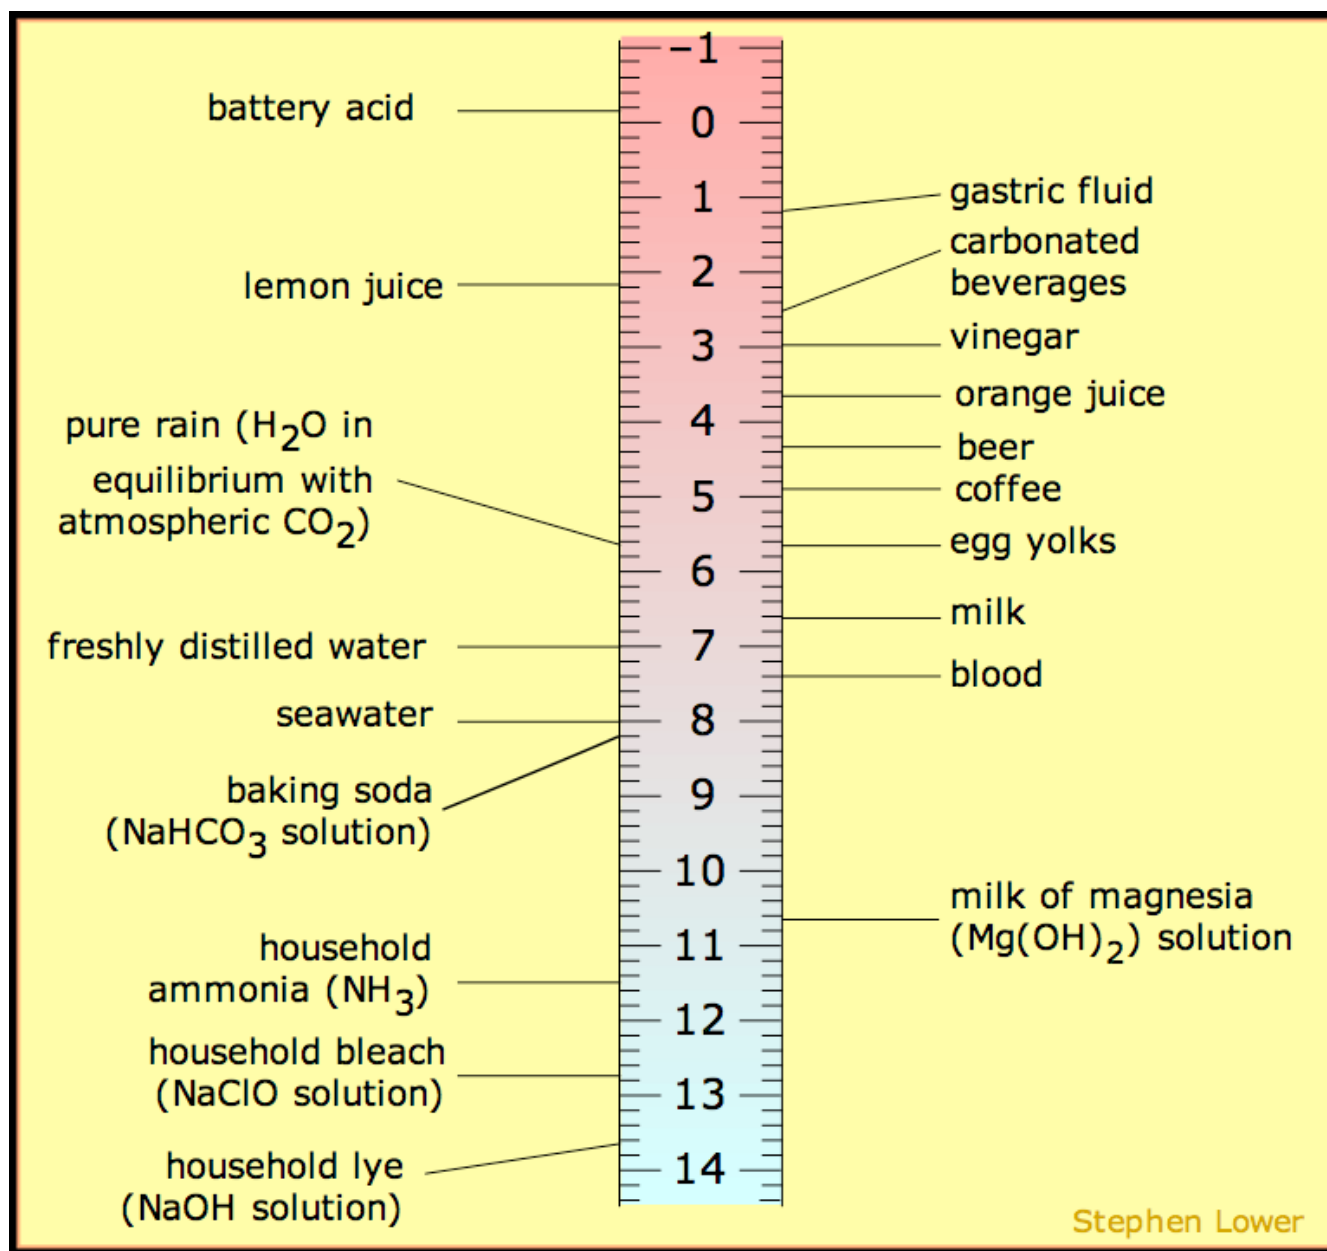 battery acid
lemon juice
pure rain (H₂O in
equilibrium with
atmospheric CO₂)
freshly distilled water
seawater
baking soda
(NaHCO₃ solution)
household
ammonia (NH₃)
household bleach
(NaClO solution)
household lye
(NaOH solution)
−1
0
1
2
3
4
5
6
7
8
9
10
11
12
13
14
gastric fluid
carbonated
beverages
vinegar
orange juice
beer
coffee
egg yolks
milk
blood
milk of magnesia
(Mg(OH)₂) solution
Stephen Lower